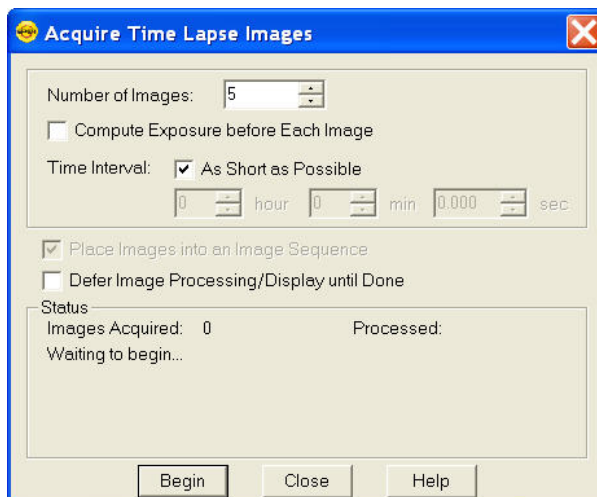 Acquire Time Lapse Images
Number of Images: 5
Compute Exposure before Each Image
Time Interval: As Short as Possible
0 hour 0 min 0.000 sec
Place Images into an Image Sequence
Defer Image Processing/Display until Done
Status
Images Acquired: 0 Processed:
Waiting to begin...
Begin Close Help